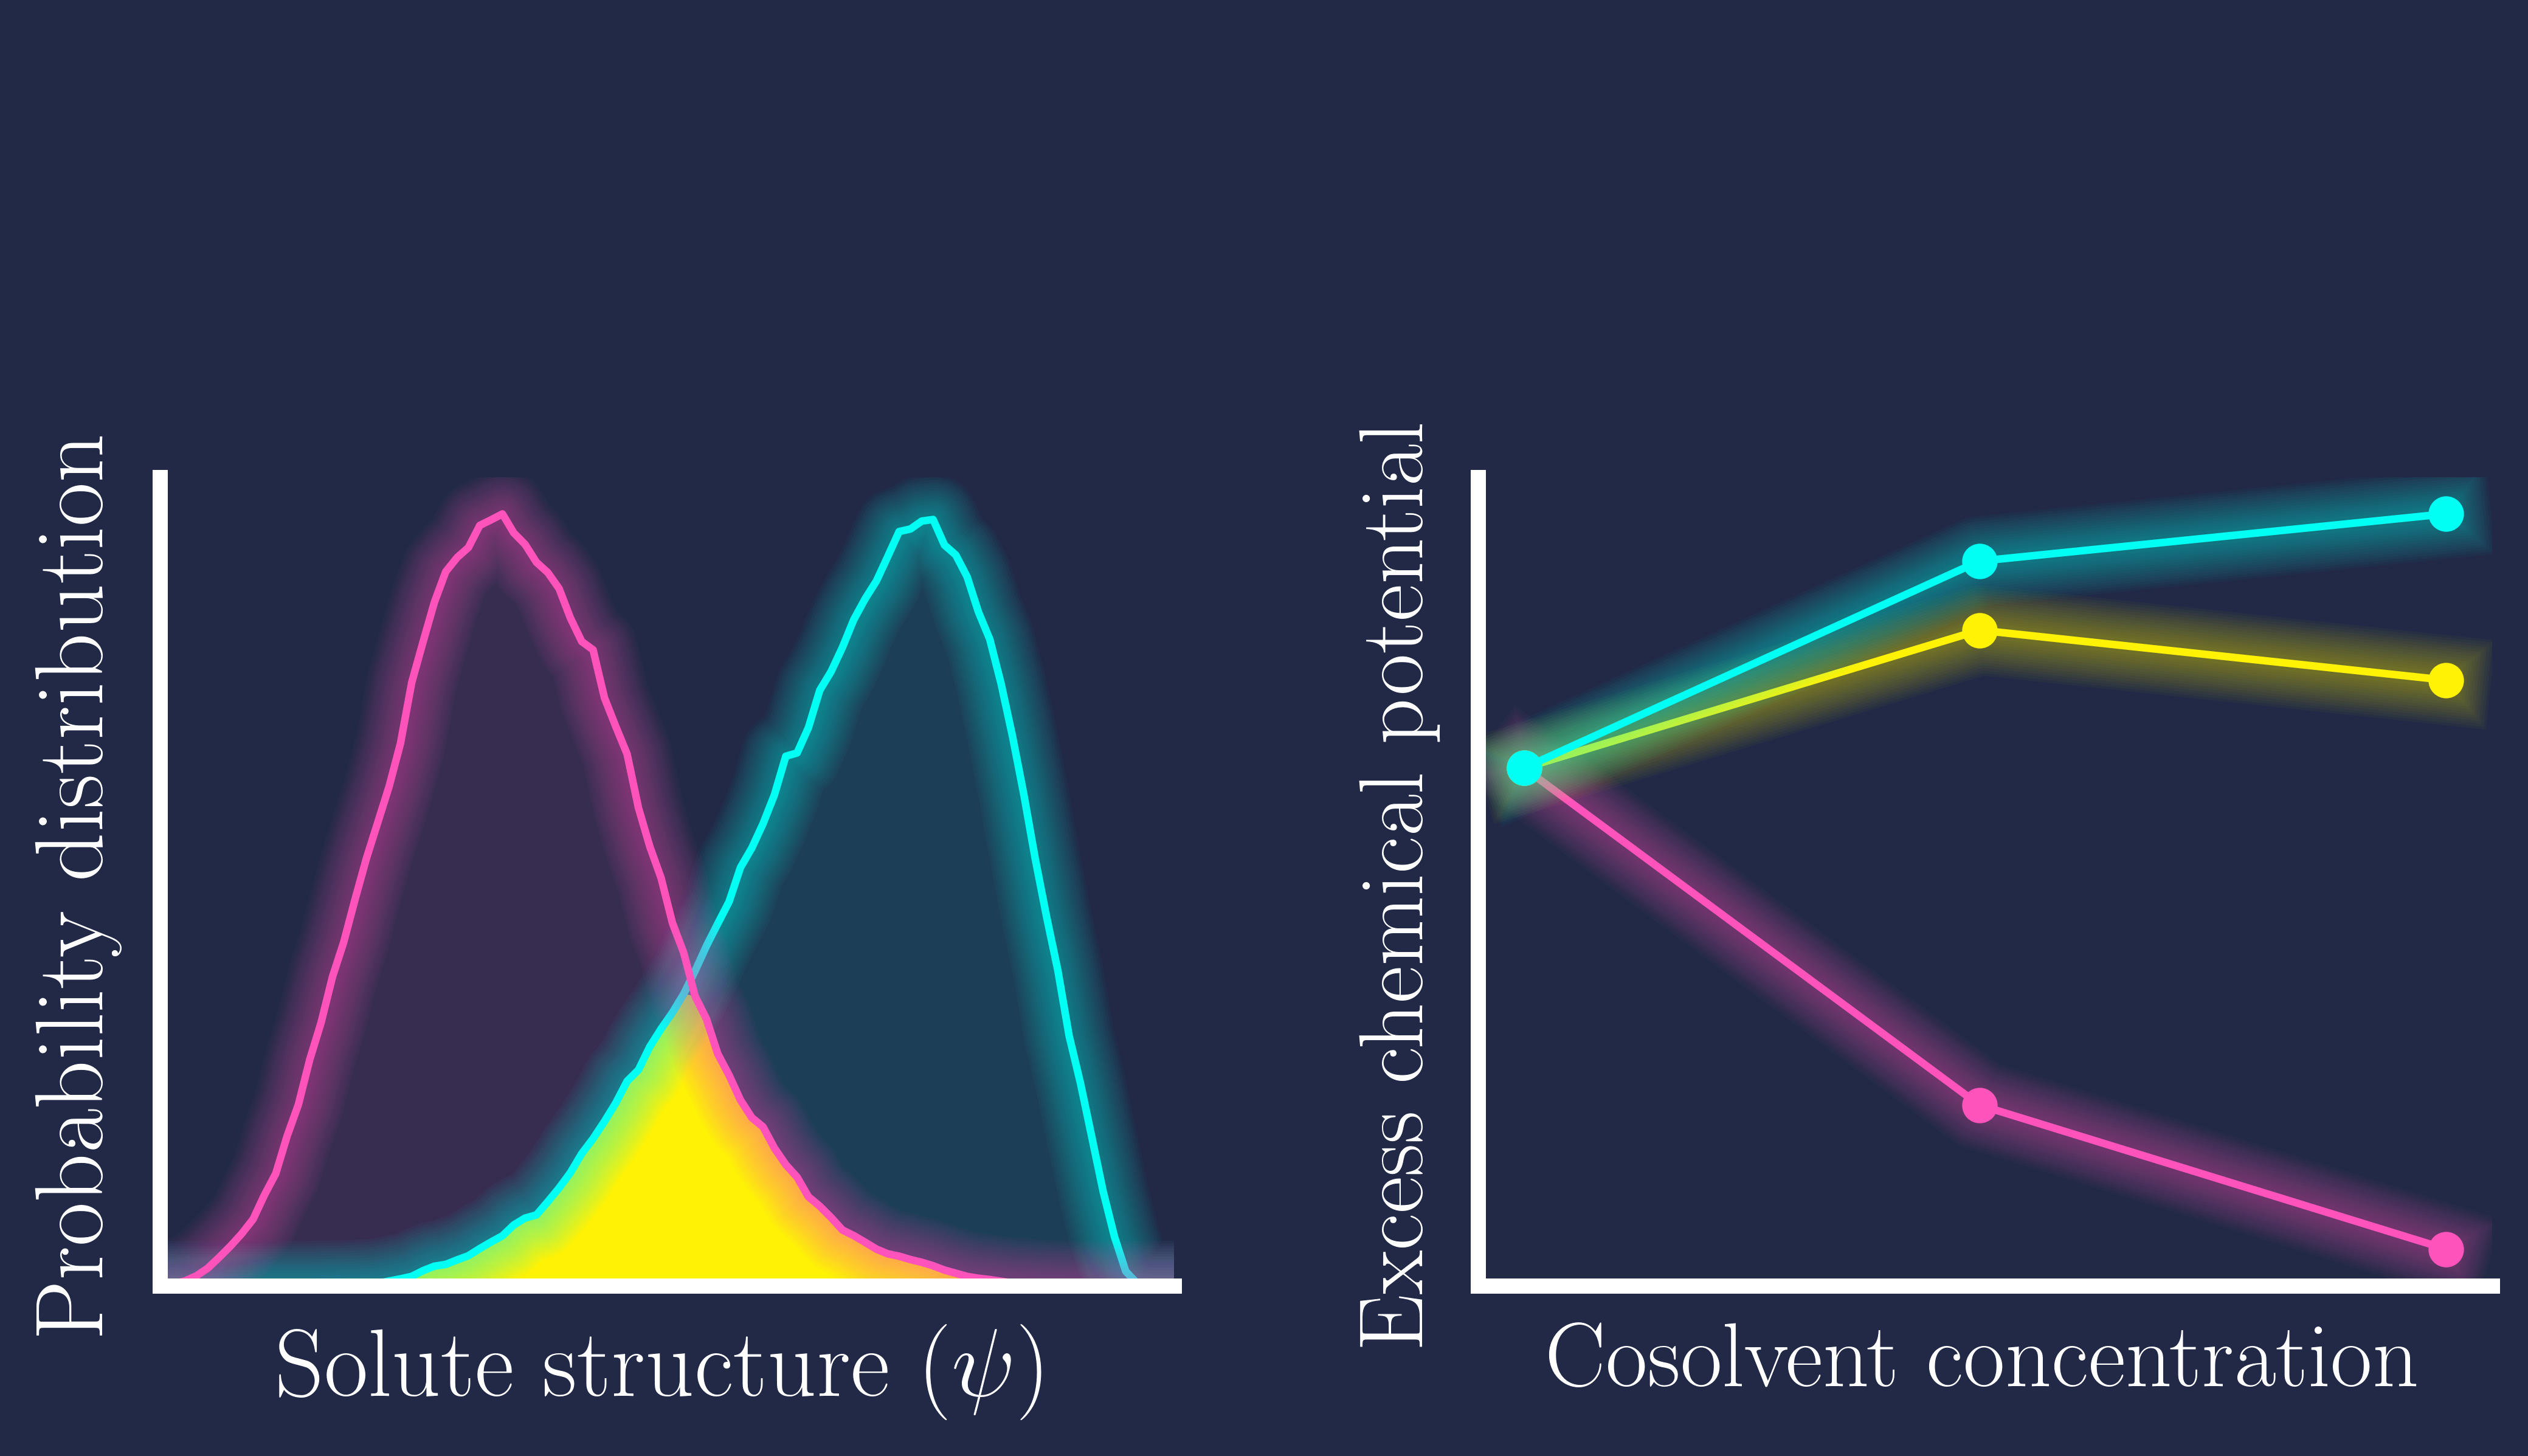 Probability distribution
Solute structure (ψ)
Excess chemical potential
Cosolvent concentration